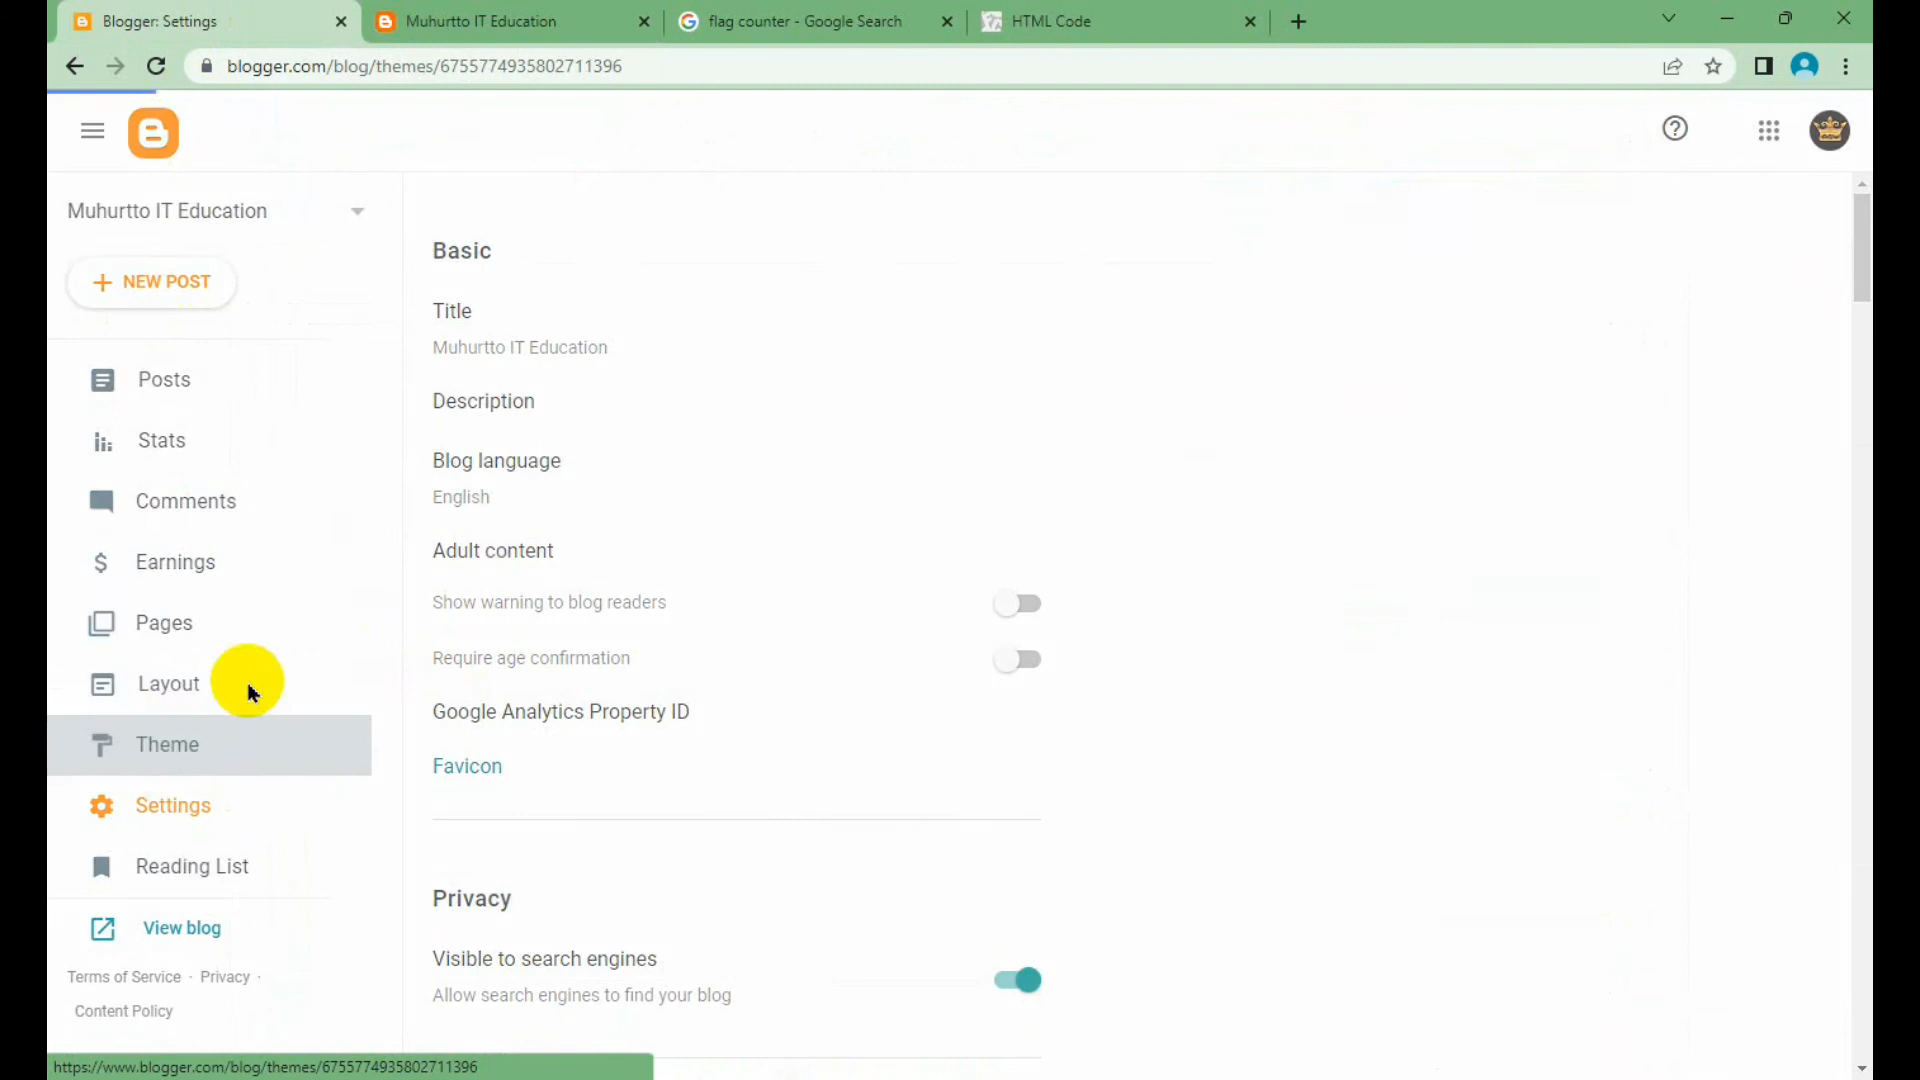 Blogger: Settings
Muhurtto IT Education
flag counter - Google Search
HTML Code
blogger.com/blog/themes/6755774935802711396
Muhurtto IT Education
NEW POST
Posts
Stats
Comments
Earnings
Pages
Layout
Theme
Settings
Reading List
View blog
Terms of Service · Privacy ·
Content Policy
Basic
Title
Muhurtto IT Education
Description
Blog language
English
Adult content
Show warning to blog readers
Require age confirmation
Google Analytics Property ID
Favicon
Privacy
Visible to search engines
Allow search engines to find your blog
https://www.blogger.com/blog/themes/6755774935802711396